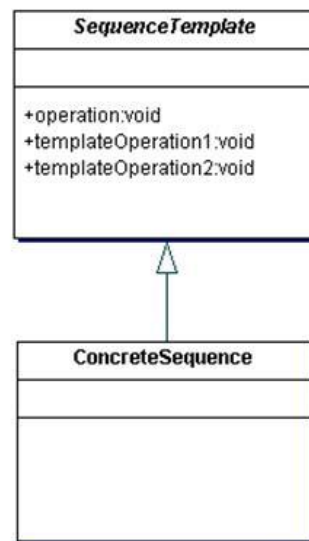 SequenceTemplate
+operation:void
+templateOperation1:void
+templateOperation2:void
ConcreteSequence